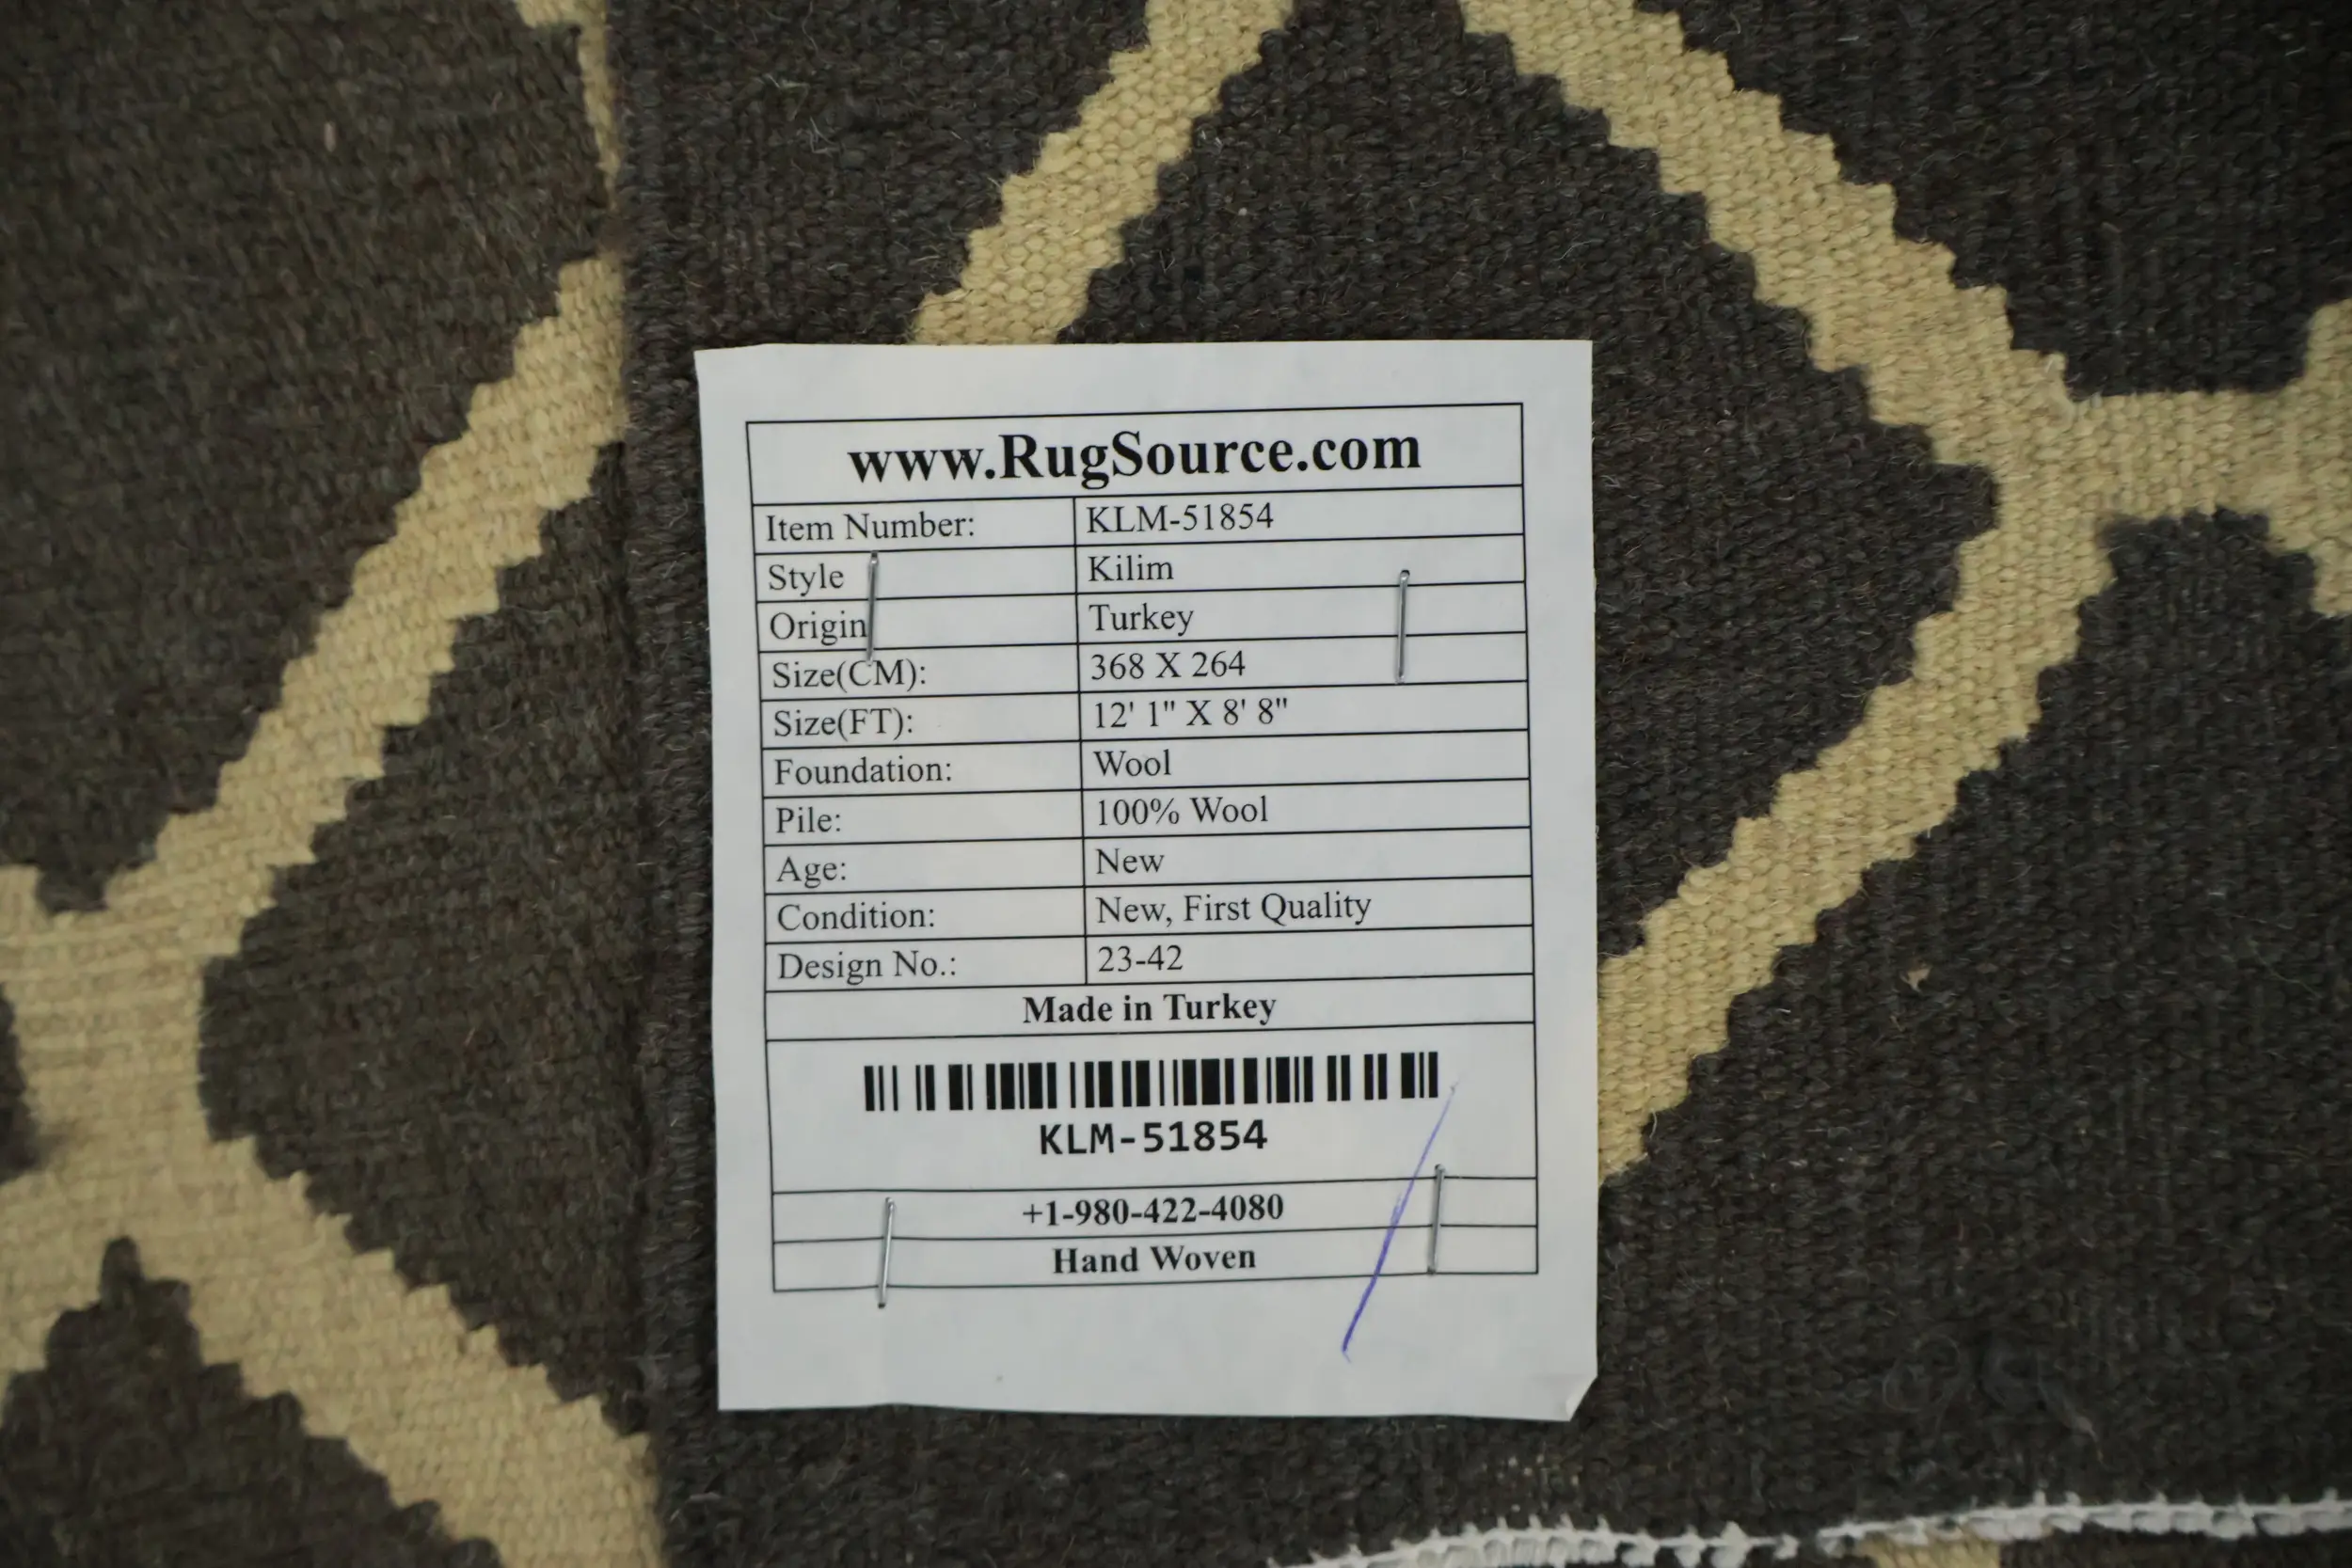 www.RugSource.com
Item Number: KLM-51854
Style Kilim
Origin Turkey
Size(CM): 368 X 264
Size(FT): 12' 1" X 8' 8"
Foundation: Wool
Pile: 100% Wool
Age: New
Condition: New, First Quality
Design No.: 23-42
Made in Turkey
KLM-51854
+1-980-422-4080
Hand Woven